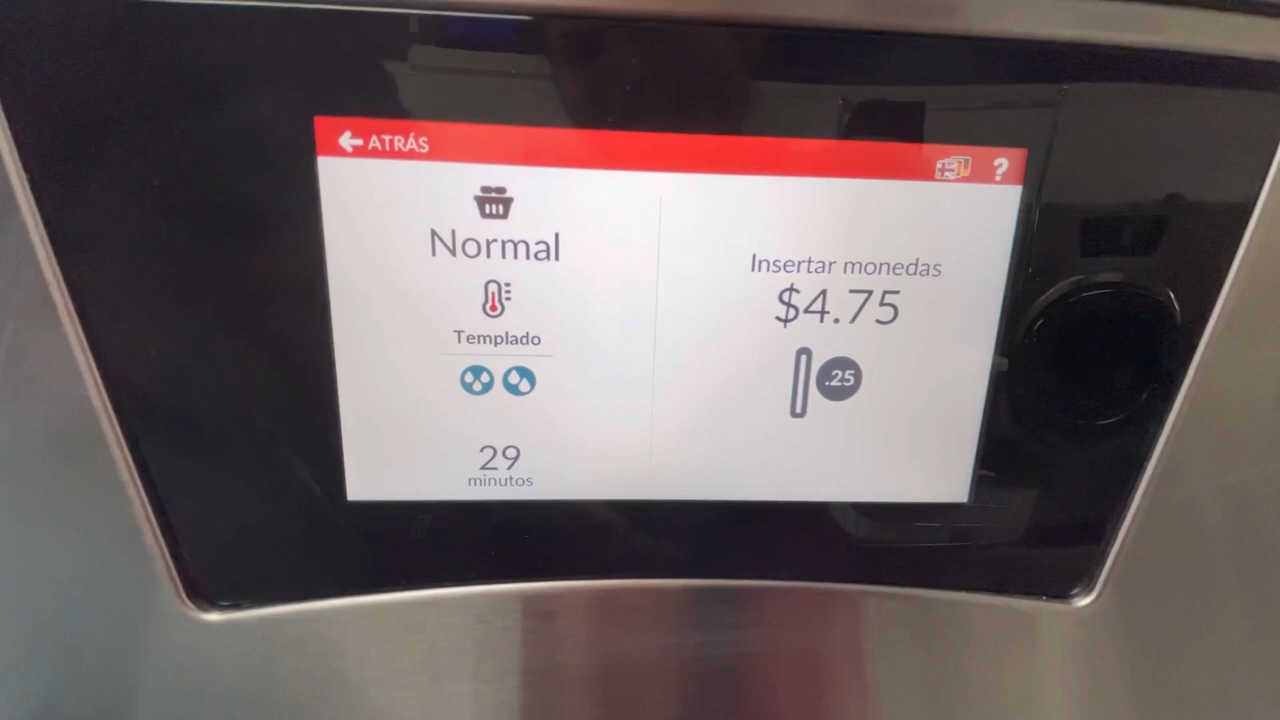 ATRÁS
?
Normal
Templado
29
minutos
Insertar monedas
$4.75
.25